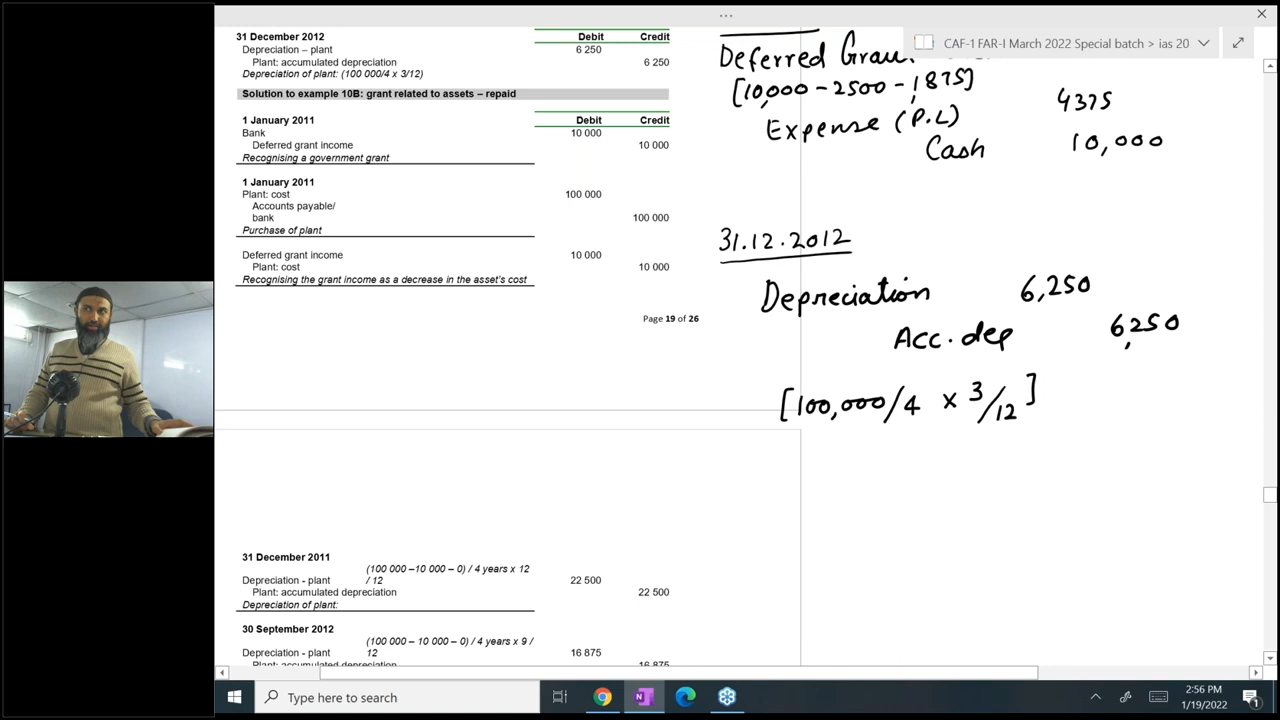 31 December 2012 Debit Credit
Depreciation – plant 6 250
Plant: accumulated depreciation 6 250
Depreciation of plant: (100 000/4 x 3/12)
Solution to example 10B: grant related to assets – repaid
1 January 2011 Debit Credit
Bank 10 000
Deferred grant income 10 000
Recognising a government grant
1 January 2011
Plant: cost 100 000
Accounts payable/
bank 100 000
Purchase of plant
Deferred grant income 10 000
Plant: cost 10 000
Recognising the grant income as a decrease in the asset's cost
Page 19 of 26
31 December 2011
(100 000 –10 000 – 0) / 4 years x 12
Depreciation - plant / 12 22 500
Plant: accumulated depreciation 22 500
Depreciation of plant:
30 September 2012
(100 000 – 10 000 – 0) / 4 years x 9 /
Depreciation - plant 12 16 875
Plant: accumulated depreciation 16 875
CAF-1 FAR-I March 2022 Special batch > ias 20
Deferred
[10,000 - 2500 - 1,875]
4375
Expense (P.L)
Cash 10,000
31.12.2012
Depreciation 6,250
Acc. dep 6,250
[100,000/4 x 3/12]
Type here to search
2:56 PM
1/19/2022
1